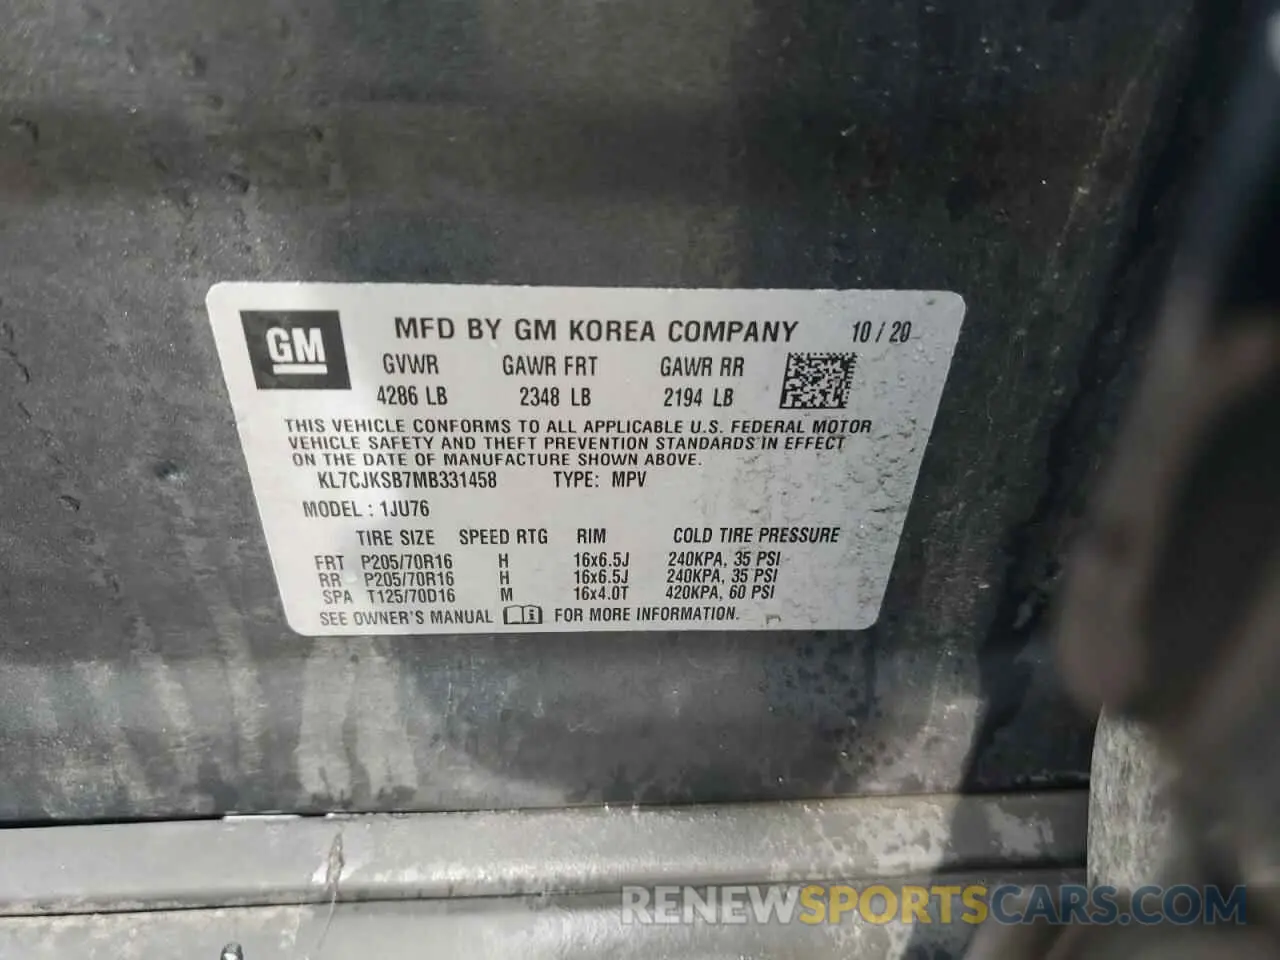 GM
MFD BY GM KOREA COMPANY 10/20
GVWR GAWR FRT GAWR RR
4286 LB 2348 LB 2194 LB
THIS VEHICLE CONFORMS TO ALL APPLICABLE U.S. FEDERAL MOTOR
VEHICLE SAFETY AND THEFT PREVENTION STANDARDS IN EFFECT
ON THE DATE OF MANUFACTURE SHOWN ABOVE.
KL7CJKSB7MB331458 TYPE: MPV
MODEL : 1JU76
TIRE SIZE SPEED RTG RIM COLD TIRE PRESSURE
FRT P205/70R16 H 16x6.5J 240KPA, 35 PSI
RR P205/70R16 H 16x6.5J 240KPA, 35 PSI
SPA T125/70D16 M 16x4.0T 420KPA, 60 PSI
SEE OWNER'S MANUAL i FOR MORE INFORMATION.
RENEWSPORTSCARS.COM